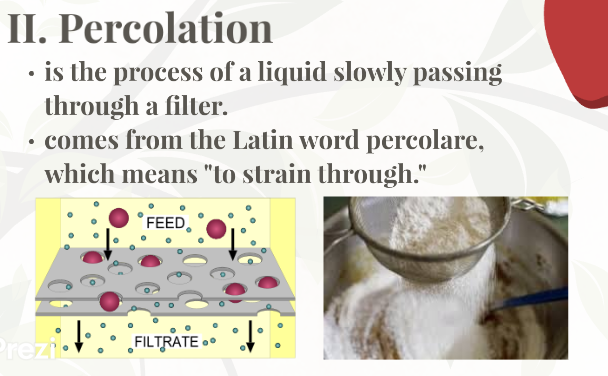 II. Percolation
• is the process of a liquid slowly passing
through a filter.
• comes from the Latin word percolare,
which means "to strain through."
FEED
FILTRATE
Prezi